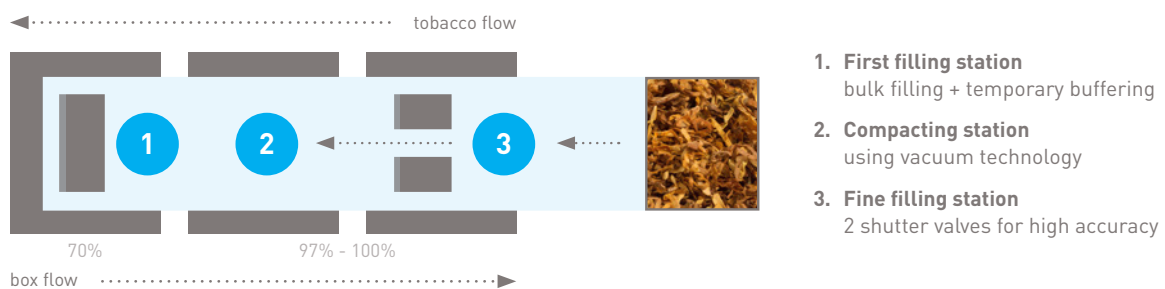 tobacco flow
1
2
3
70%
97% - 100%
box flow
1. First filling station
bulk filling + temporary buffering
2. Compacting station
using vacuum technology
3. Fine filling station
2 shutter valves for high accuracy